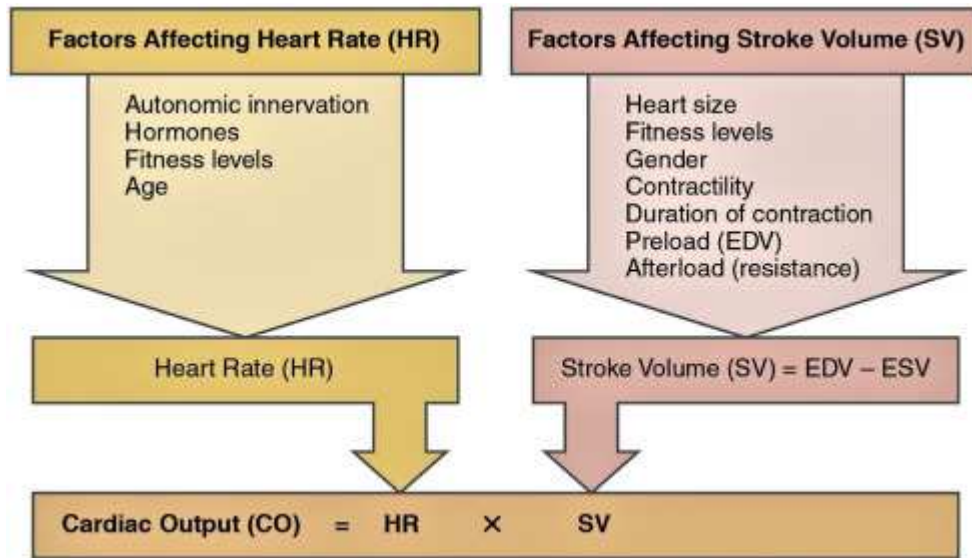 Factors Affecting Heart Rate (HR)
Autonomic innervation
Hormones
Fitness levels
Age
Heart Rate (HR)
Factors Affecting Stroke Volume (SV)
Heart size
Fitness levels
Gender
Contractility
Duration of contraction
Preload (EDV)
Afterload (resistance)
Stroke Volume (SV) = EDV – ESV
Cardiac Output (CO) = HR × SV